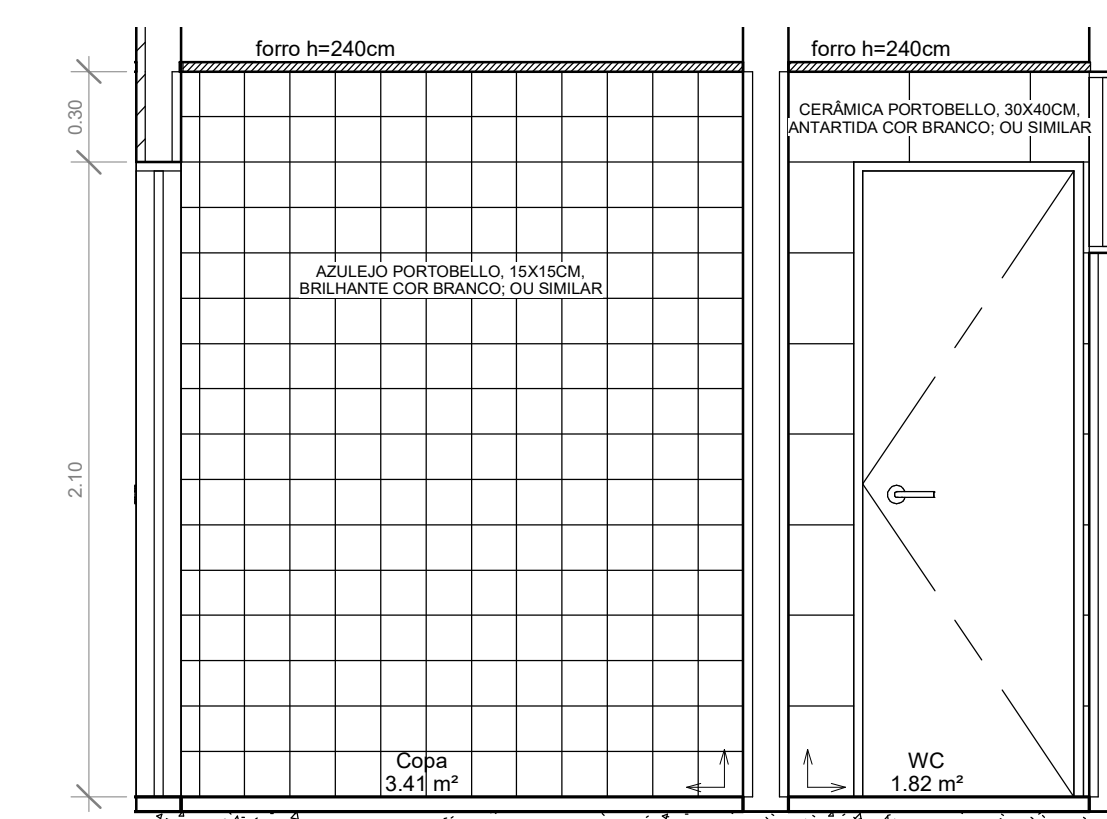 forro h=240cm
forro h=240cm
0.30
CERÂMICA PORTOBELLO, 30X40CM,
ANTARTIDA COR BRANCO; OU SIMILAR
AZULEJO PORTOBELLO, 15X15CM,
BRILHANTE COR BRANCO; OU SIMILAR
2.10
Copa
3.41 m²
WC
1.82 m²